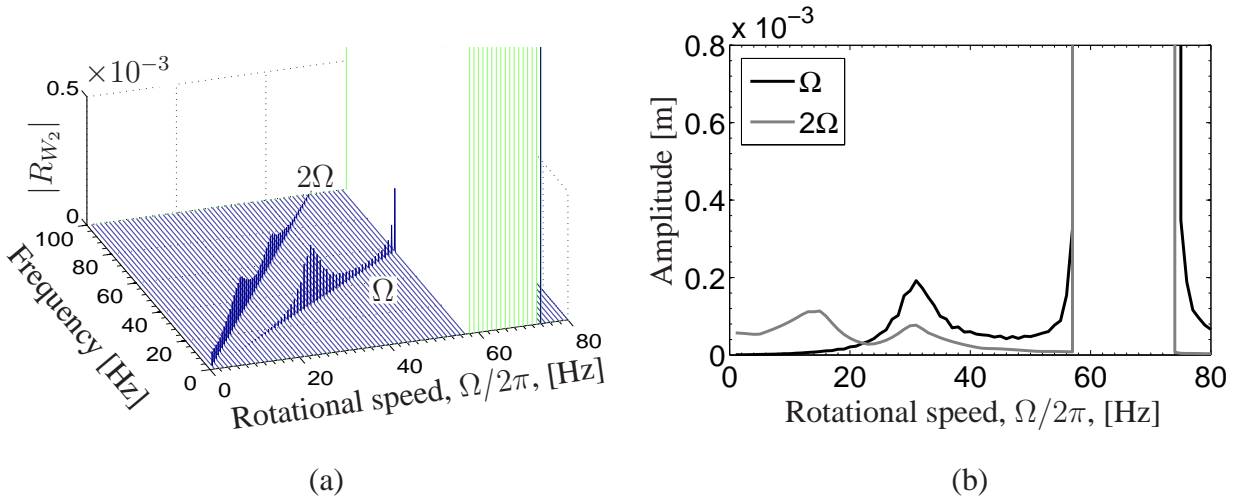 ×10⁻³
0.5
|R_{W_2}|
0
100
80
60
40
20
0
Frequency [Hz]
2Ω
Ω
0
20
40
60
80
Rotational speed, Ω/2π, [Hz]
(a)
x 10⁻³
0.8
0.6
0.4
0.2
0
Amplitude [m]
Ω
2Ω
0 20 40 60 80
Rotational speed, Ω/2π, [Hz]
(b)